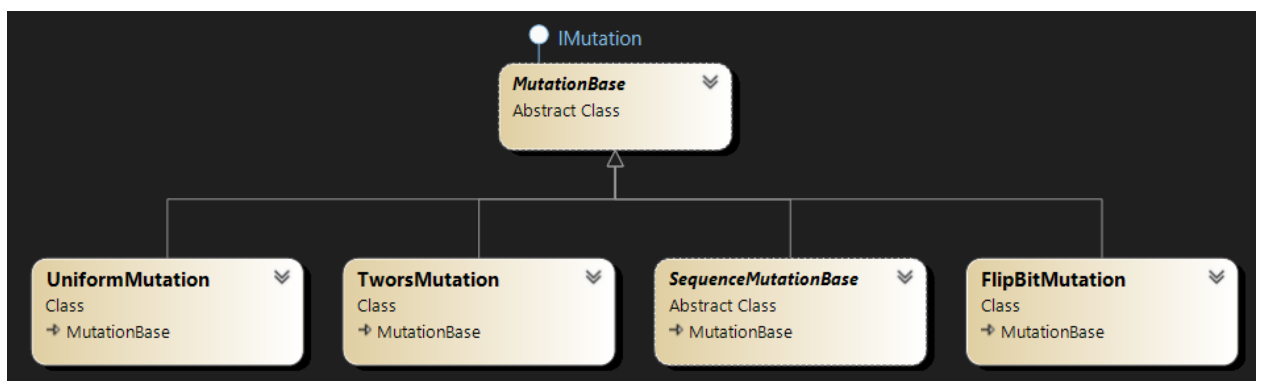 IMutation
MutationBase
Abstract Class
UniformMutation
Class
MutationBase
TworsMutation
Class
MutationBase
SequenceMutationBase
Abstract Class
MutationBase
FlipBitMutation
Class
MutationBase